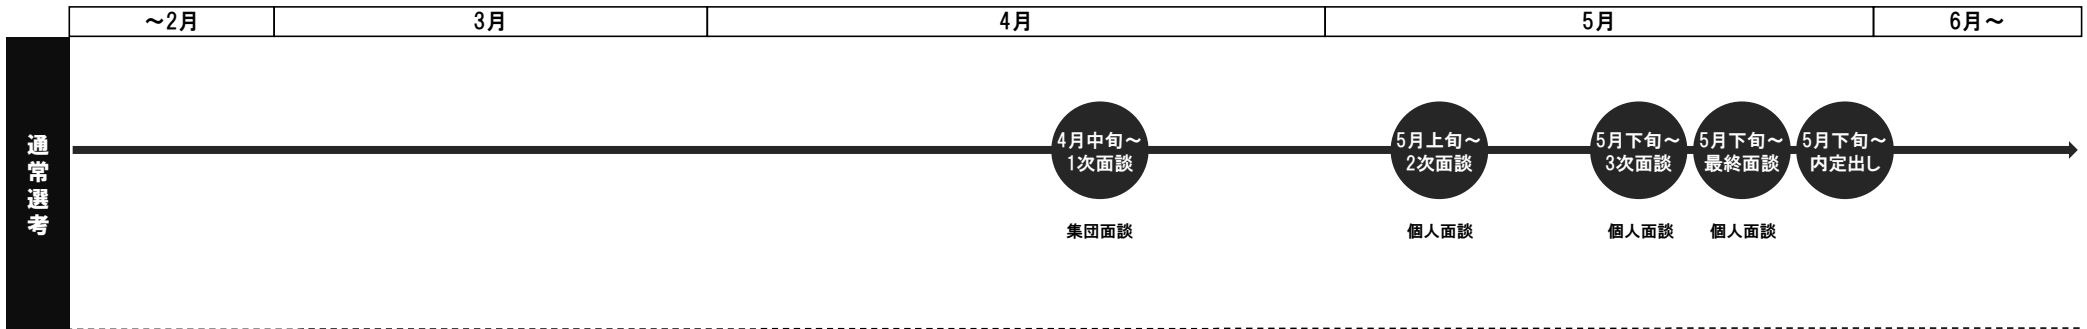 ~2月
3月
4月
5月
6月~
通常選考
4月中旬~
1次面談
5月上旬~
2次面談
5月下旬~
3次面談
5月下旬~
最終面談
5月下旬~
内定出し
集団面談
個人面談
個人面談
個人面談